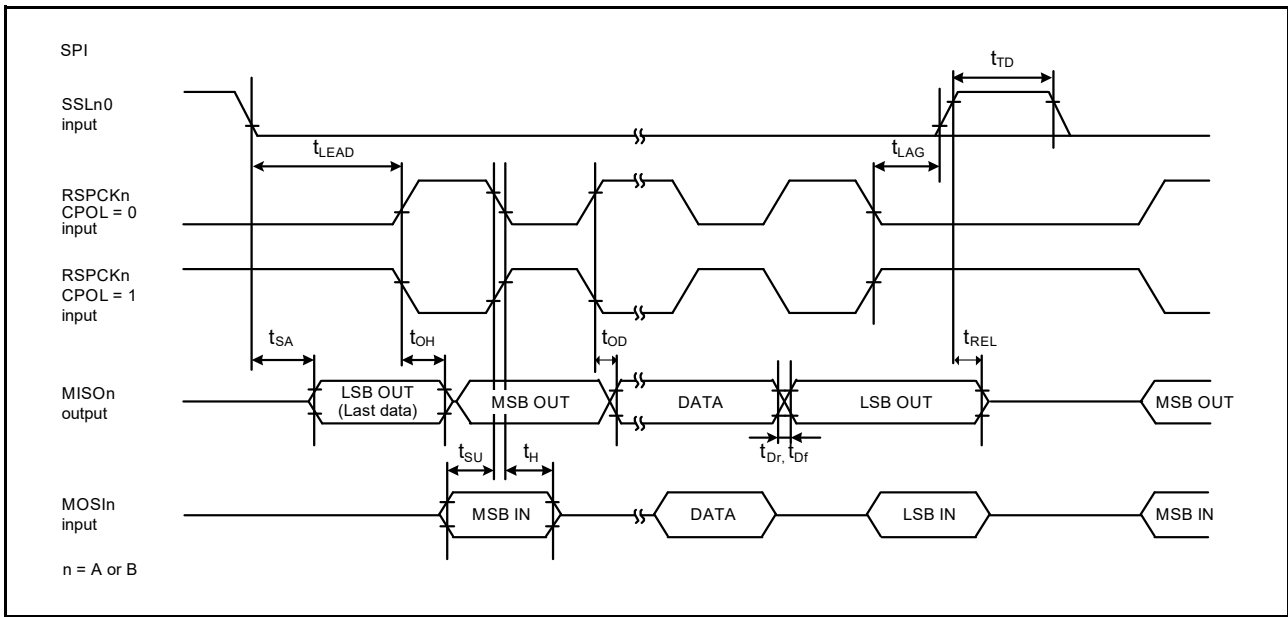 SPI
tTD
SSLn0
input
tLEAD
tLAG
RSPCKn
CPOL = 0
input
RSPCKn
CPOL = 1
input
tSA
tOH
tOD
tREL
MISOn
output
LSB OUT
(Last data)
MSB OUT
DATA
LSB OUT
MSB OUT
tSU
tH
tDr, tDf
MOSIn
input
MSB IN
DATA
LSB IN
MSB IN
n = A or B